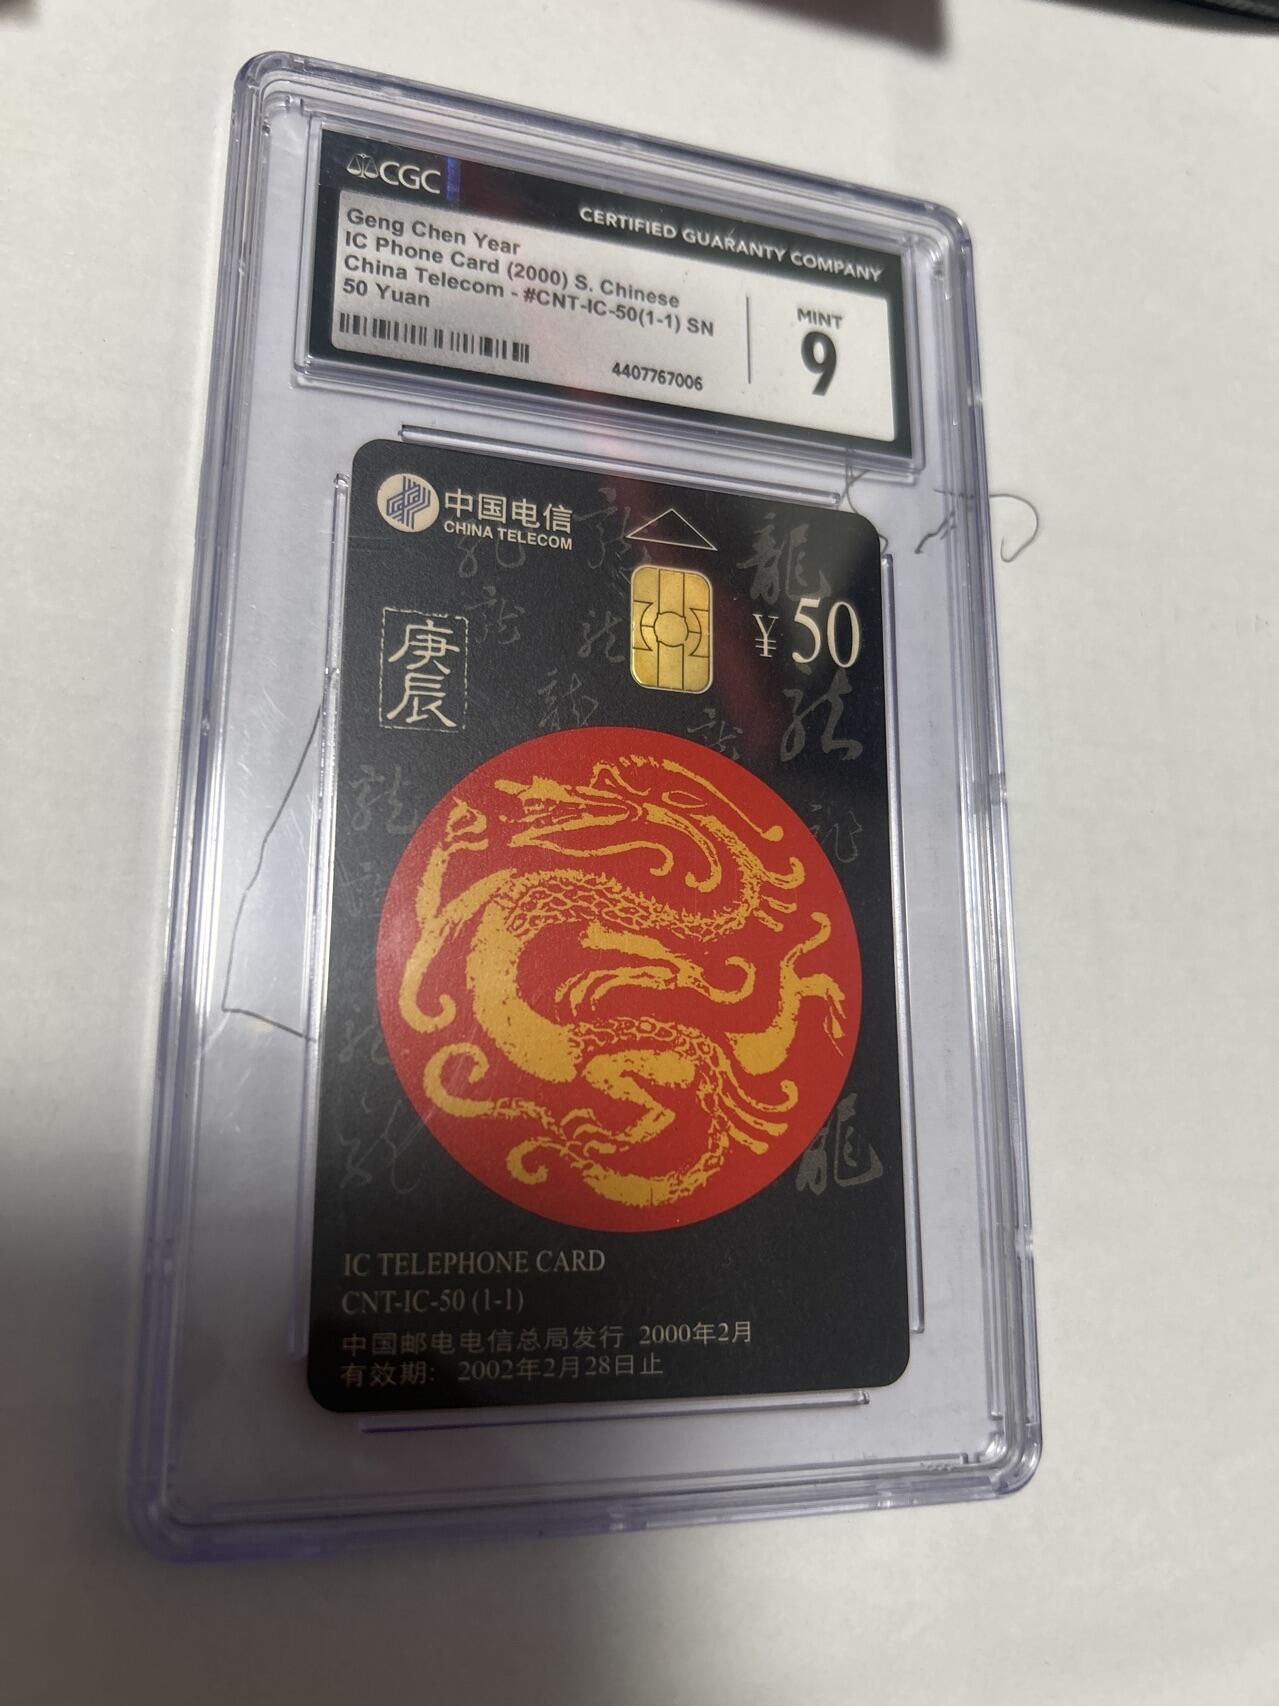 CGC
CERTIFIED GUARANTY COMPANY
Geng Chen Year
IC Phone Card (2000) S. Chinese
China Telecom - #CNT-IC-50(1-1) SN
50 Yuan
4407767006
MINT
9
中国电信
CHINA TELECOM
龍
¥50
庚辰
龍
IC TELEPHONE CARD
CNT-IC-50 (1-1)
中国邮电电信总局发行 2000年2月
有效期: 2002年2月28日止